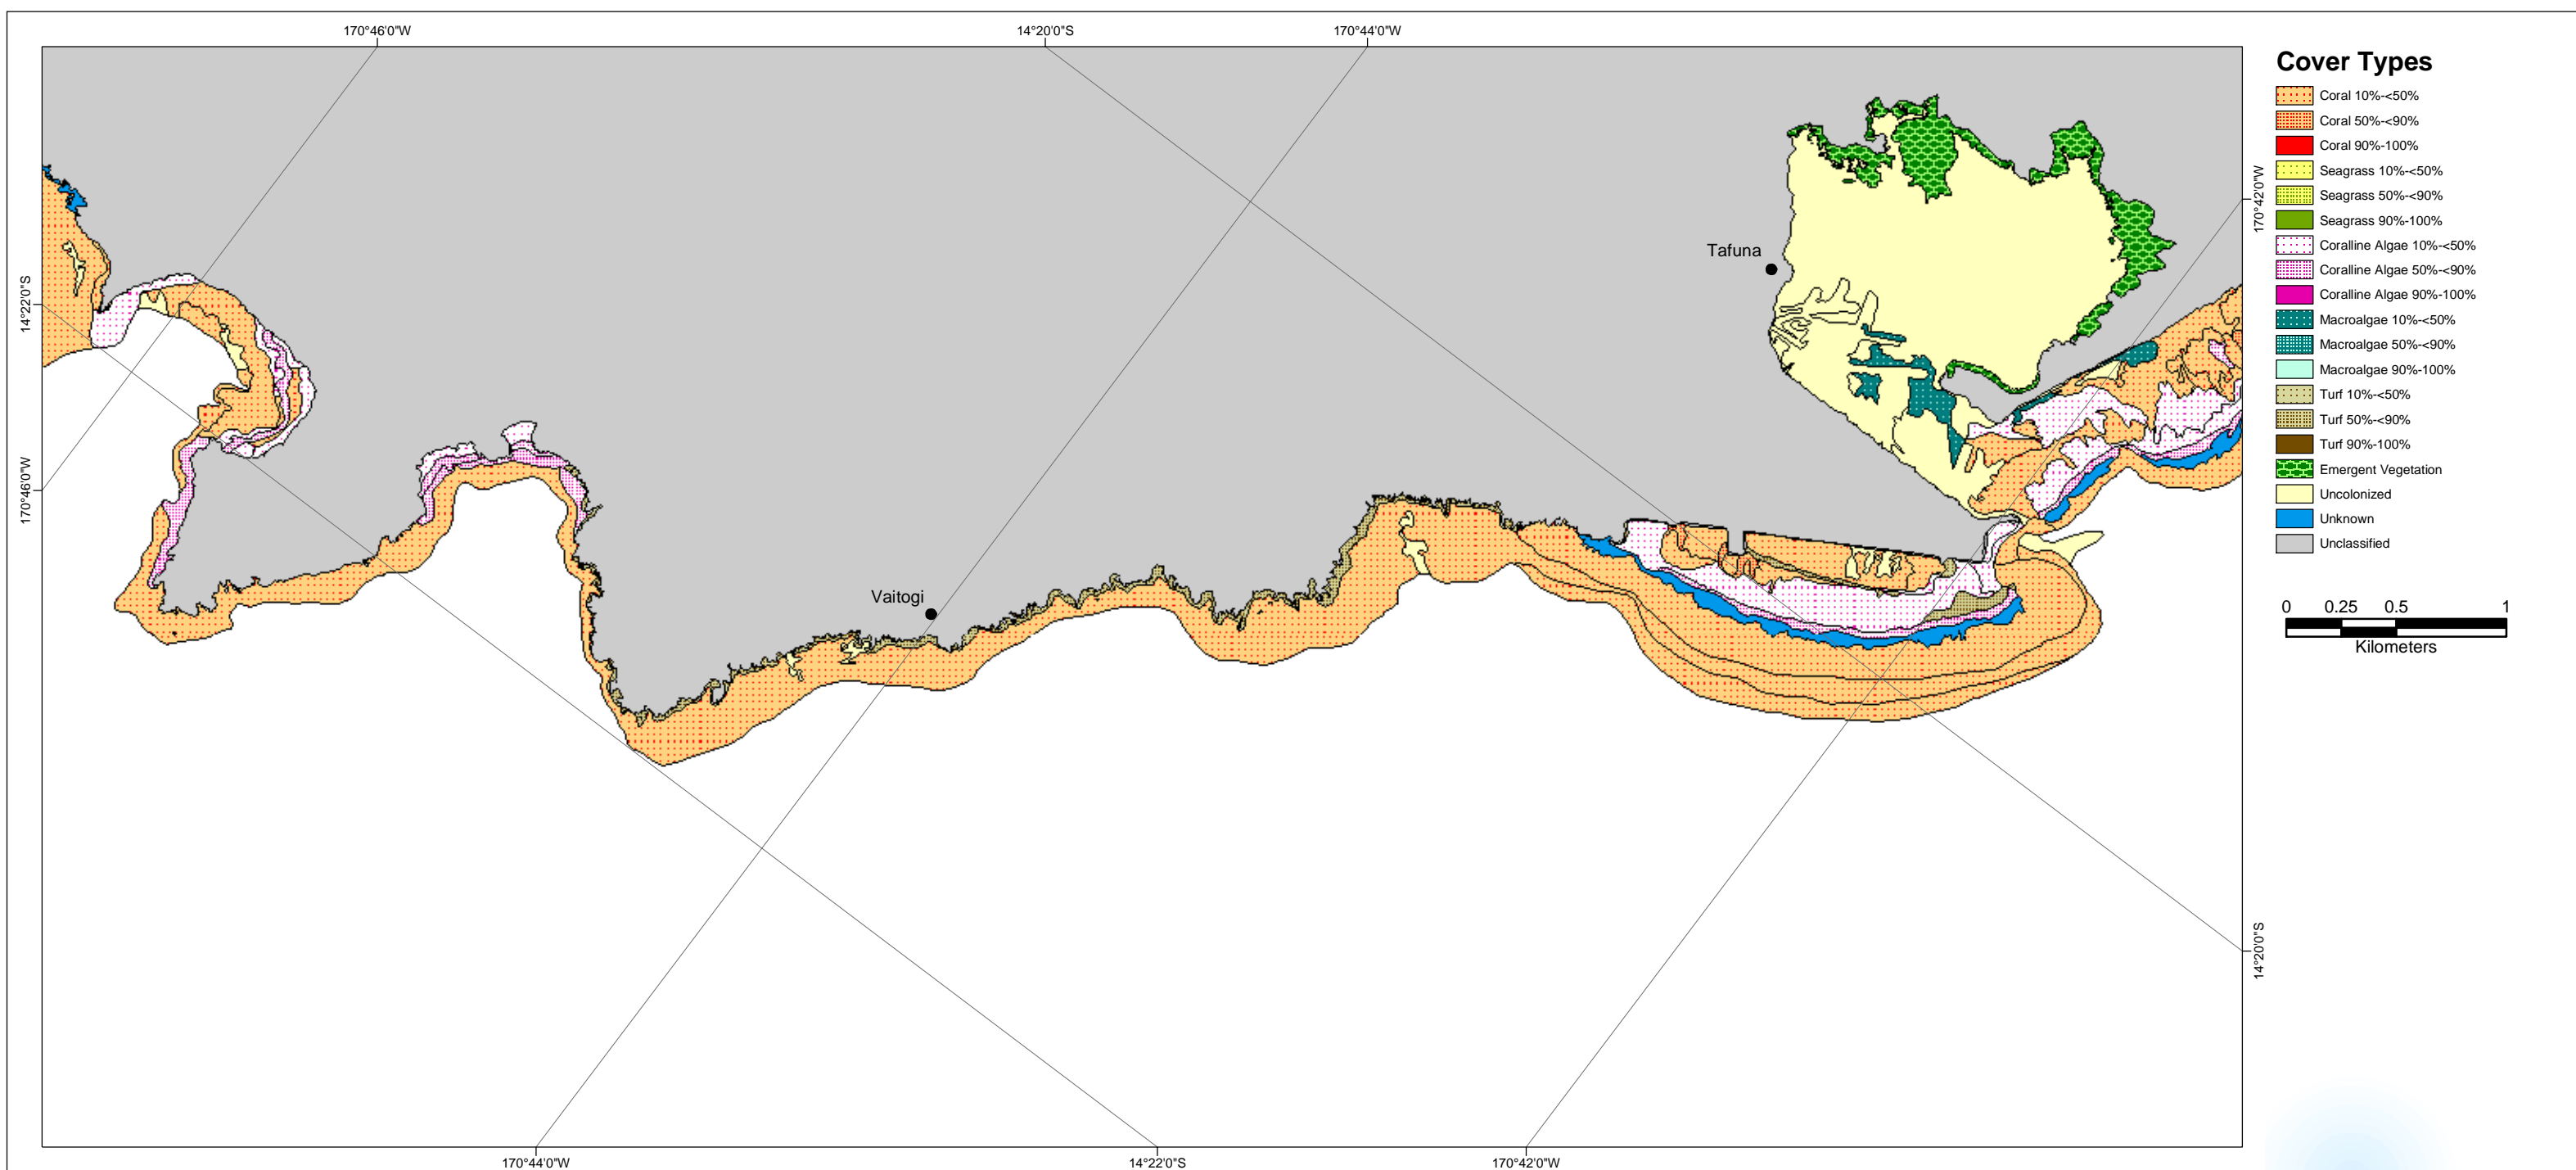 170°46'0"W
14°20'0"S
170°44'0"W
14°22'0"S
170°46'0"W
Tafuna
Vaitogi
170°42'0"W
14°20'0"S
170°44'0"W
14°22'0"S
170°42'0"W
Cover Types
Coral 10%-<50%
Coral 50%-<90%
Coral 90%-100%
Seagrass 10%-<50%
Seagrass 50%-<90%
Seagrass 90%-100%
Coralline Algae 10%-<50%
Coralline Algae 50%-<90%
Coralline Algae 90%-100%
Macroalgae 10%-<50%
Macroalgae 50%-<90%
Macroalgae 90%-100%
Turf 10%-<50%
Turf 50%-<90%
Turf 90%-100%
Emergent Vegetation
Uncolonized
Unknown
Unclassified
0 0.25 0.5 1
Kilometers